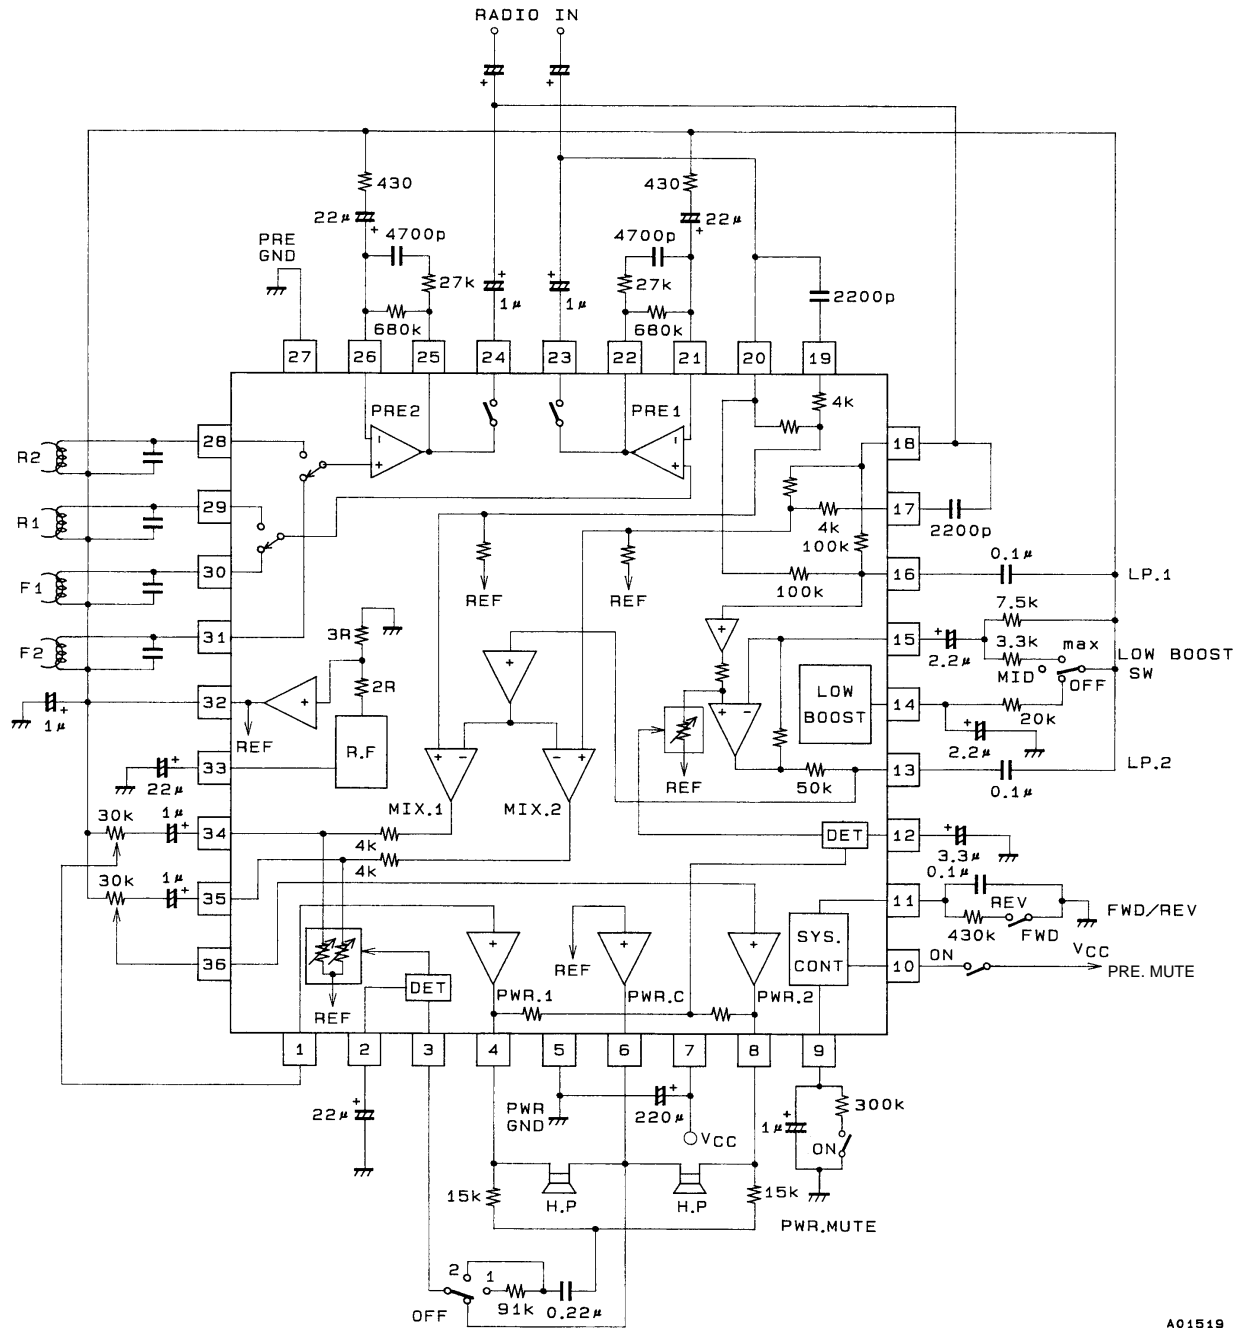 RADIO IN
+ +
430 430
22μ + 22μ +
PRE GND
4700p 4700p
27k + + 27k
1μ 1μ
2200p
680k 680k
27 26 25 24 23 22 21 20 19
PRE2 PRE1
4k
28 18
R2
29 17
R1
4k
2200p
100k
30 16
F1
0.1μ
LP.1
REF REF
100k
7.5k
31 15
F2
3R
3.3k
max
2.2μ
LOW BOOST SW
MID
OFF
32 14
1μ
2R
LOW BOOST
20k
REF
R.F
2.2μ
33 13
22μ
REF
50k
0.1μ
LP.2
MIX.1 MIX.2
30k 1μ
34 12
4k
DET
3.3μ
4k
30k 1μ
35 11
0.1μ
REV
FWD/REV
430k FWD
SYS. CONT
36 10
ON
VCC
PRE. MUTE
REF
DET
REF
PWR.1 PWR.C PWR.2
1 2 3 4 5 6 7 8 9
22μ
PWR GND
220μ
VCC
1μ
300k
ON
15k H.P H.P 15k
PWR.MUTE
2 1
OFF
91k 0.22μ
A01519